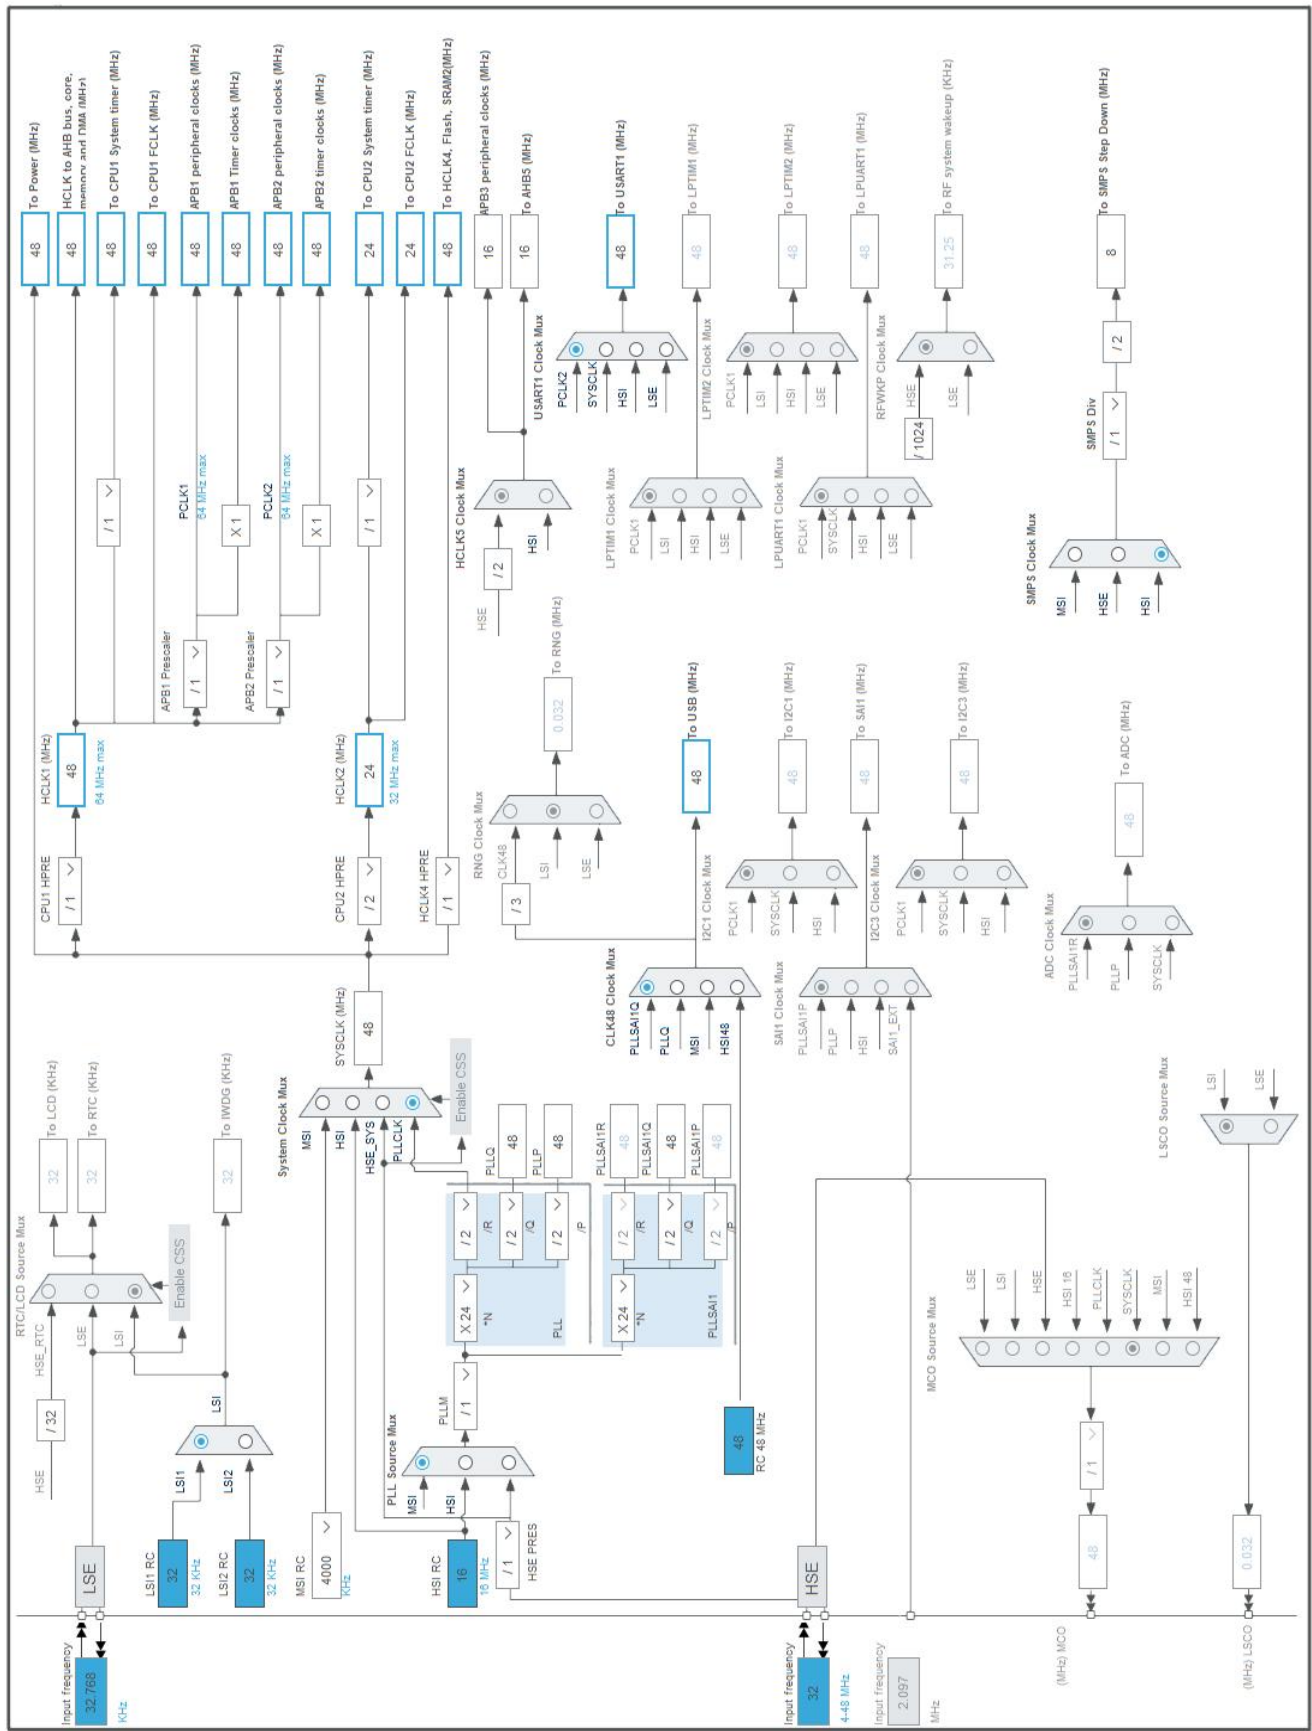 Input frequency
32.768
KHz
LSE
HSE
/ 32
HSE_RTC
RTC/LCD Source Mux
LSE
LSI
Enable CSS
32
To LCD (KHz)
32
To RTC (KHz)
LSI1 RC
32
32 KHz
LSI2 RC
32
32 KHz
LSI1
LSI2
LSI
32
To IWDG (KHz)
MSI RC
4000
KHz
HSI RC
16
16 MHz
/ 1
HSE PRES
PLL Source Mux
MSI
HSI
PLLM
/ 1
X 24
*N
PLL
/ 2
/R
/ 2
/Q
/ 2
/P
PLLQ
48
PLLP
48
X 24
*N
PLLSAI1
/ 2
/R
/ 2
/Q
/ 2
/P
PLLSAI1R
48
PLLSAI1Q
48
PLLSAI1P
48
System Clock Mux
MSI
HSI
HSE_SYS
PLLCLK
Enable CSS
SYSCLK (MHz)
48
CPU1 HPRE
/ 1
HCLK1 (MHz)
48
64 MHz max
CPU2 HPRE
/ 2
HCLK2 (MHz)
24
32 MHz max
HCLK4 HPRE
/ 1
APB1 Prescaler
/ 1
APB2 Prescaler
/ 1
/ 1
PCLK1
64 MHz max
X 1
PCLK2
64 MHz max
X 1
/ 1
48
To Power (MHz)
48
HCLK to AHB bus, core,
memory and DMA (MHz)
48
To CPU1 System timer (MHz)
48
To CPU1 FCLK (MHz)
48
APB1 peripheral clocks (MHz)
48
APB1 Timer clocks (MHz)
48
APB2 peripheral clocks (MHz)
48
APB2 timer clocks (MHz)
24
To CPU2 System timer (MHz)
24
To CPU2 FCLK (MHz)
48
To HCLK4, Flash, SRAM2(MHz)
HSE
/ 2
HSI
HCLK5 Clock Mux
16
APB3 peripheral clocks (MHz)
16
To AHB5 (MHz)
48
RC 48 MHz
CLK48 Clock Mux
PLLSAI1Q
PLLQ
MSI
HSI48
/ 3
RNG Clock Mux
CLK48
LSI
LSE
0.032
To RNG (MHz)
48
To USB (MHz)
USART1 Clock Mux
PCLK2
SYSCLK
HSI
LSE
48
To USART1 (MHz)
LPTIM1 Clock Mux
PCLK1
LSI
HSI
LSE
48
To LPTIM1 (MHz)
LPTIM2 Clock Mux
PCLK1
LSI
HSI
LSE
48
To LPTIM2 (MHz)
LPUART1 Clock Mux
PCLK1
SYSCLK
HSI
LSE
48
To LPUART1 (MHz)
RFWKP Clock Mux
/ 1024
HSE
LSE
31.25
To RF system wakeup (KHz)
I2C1 Clock Mux
PCLK1
SYSCLK
HSI
48
To I2C1 (MHz)
SAI1 Clock Mux
PLLSAI1P
PLLP
HSI
SAI1_EXT
48
To SAI1 (MHz)
I2C3 Clock Mux
PCLK1
SYSCLK
HSI
48
To I2C3 (MHz)
ADC Clock Mux
PLLSAI1R
PLLP
SYSCLK
48
To ADC (MHz)
SMPS Clock Mux
MSI
HSE
HSI
SMPS Div
/ 1
/ 2
8
To SMPS Step Down (MHz)
Input frequency
32
4-48 MHz
HSE
Input frequency
2.097
MHz
MCO Source Mux
LSE
LSI
HSE
HSI 16
PLLCLK
SYSCLK
MSI
HSI 48
/ 1
48
(MHz) MCO
LSCO Source Mux
LSI
LSE
0.032
(MHz) LSCO